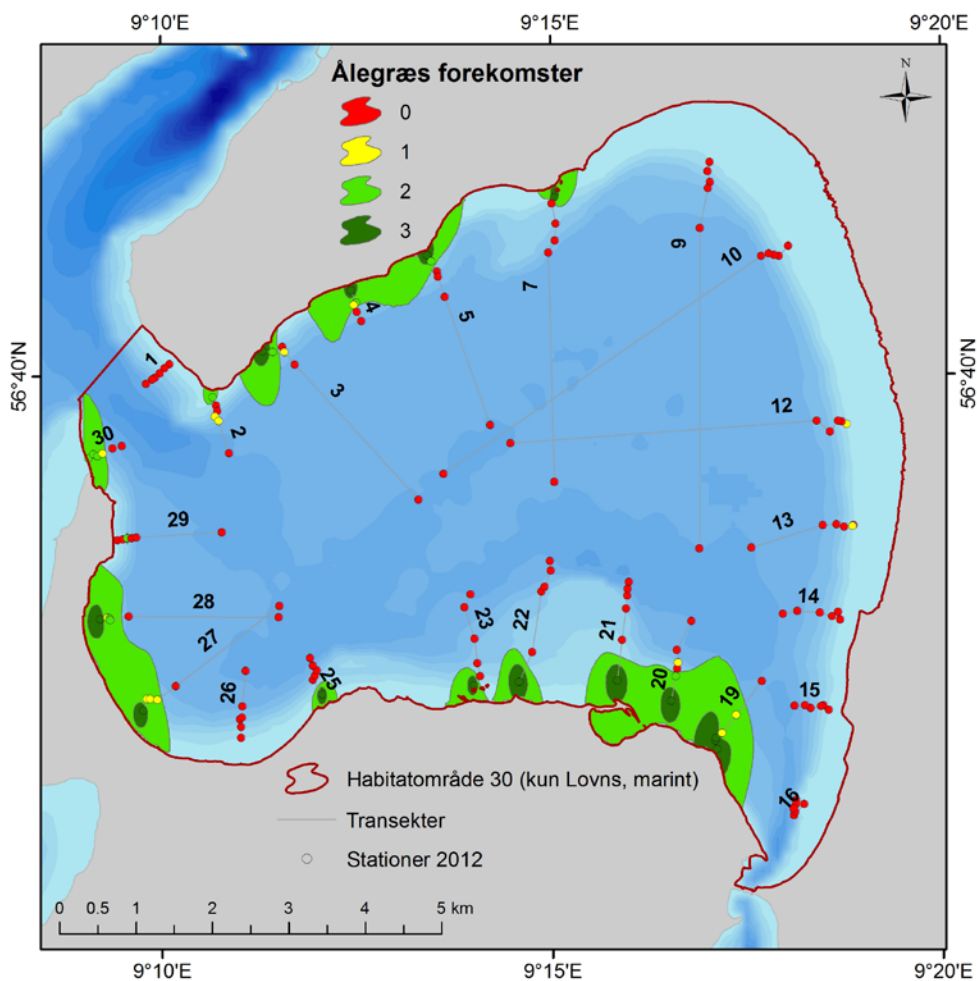 9°10'E 9°15'E 9°20'E
Ålegræs forekomster
N
0
1
2
3
56°40'N
56°40'N
1
2
3
4
5
7
9
10
12
13
14
15
16
19
20
21
22
23
25
26
27
28
29
30
Habitatområde 30 (kun Lovns, marint)
Transekter
Stationer 2012
0 0.5 1 2 3 4 5 km
9°10'E 9°15'E 9°20'E